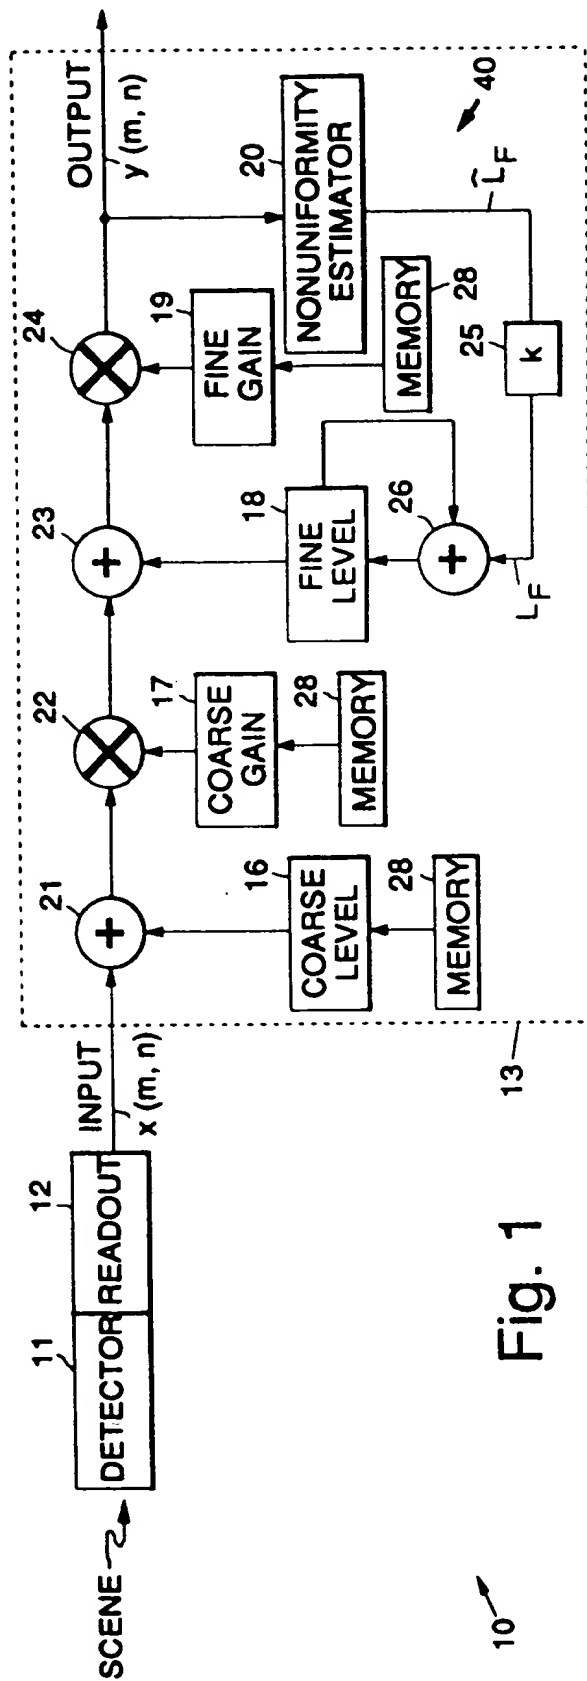 SCENE
11
DETECTOR
12
READOUT
INPUT
x (m, n)
21
+
22
23
+
24
OUTPUT
y (m, n)
16
COARSE
LEVEL
28
MEMORY
17
COARSE
GAIN
28
MEMORY
18
FINE
LEVEL
26
+
19
FINE
GAIN
28
MEMORY
20
NONUNIFORMITY
ESTIMATOR
40
L̃F
25
k
LF
13
10
Fig. 1